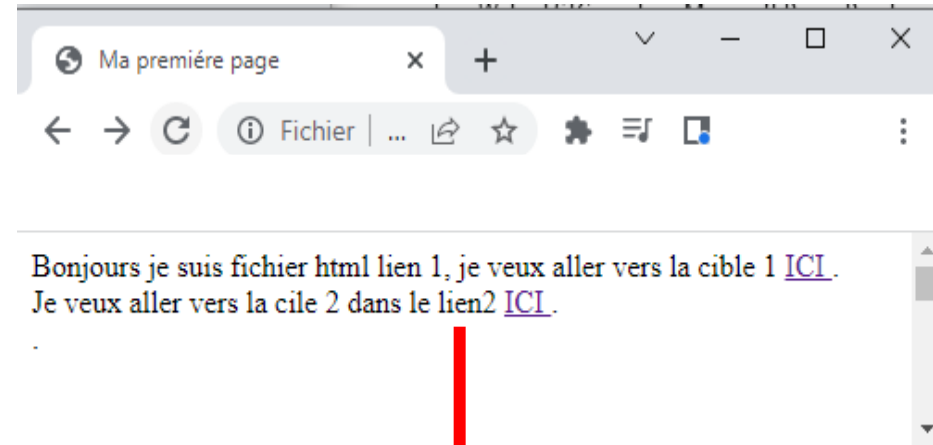 Ma premiére page
Fichier | ...
Bonjours je suis fichier html lien 1, je veux aller vers la cible 1 ICI .
Je veux aller vers la cile 2 dans le lien2 ICI .
.